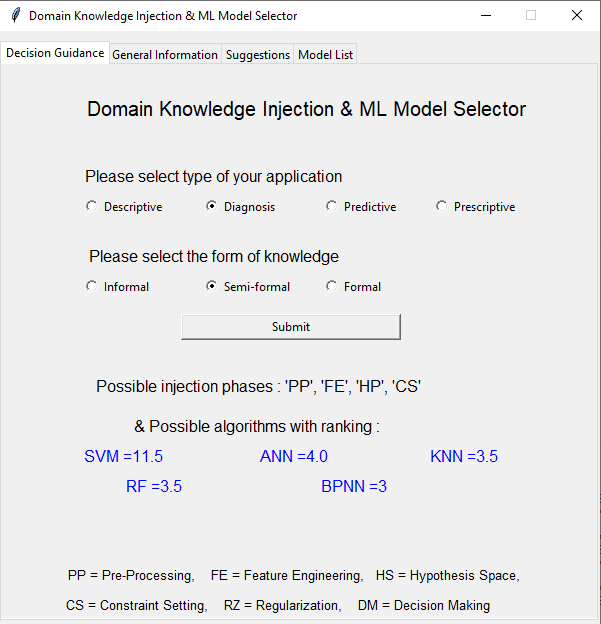 Domain Knowledge Injection & ML Model Selector
Decision Guidance General Information Suggestions Model List
Domain Knowledge Injection & ML Model Selector
Please select type of your application
Descriptive Diagnosis Predictive Prescriptive
Please select the form of knowledge
Informal Semi-formal Formal
Submit
Possible injection phases : 'PP', 'FE', 'HP', 'CS'
& Possible algorithms with ranking :
SVM =11.5 ANN =4.0 KNN =3.5
RF =3.5 BPNN =3
PP = Pre-Processing, FE = Feature Engineering, HS = Hypothesis Space,
CS = Constraint Setting, RZ = Regularization, DM = Decision Making